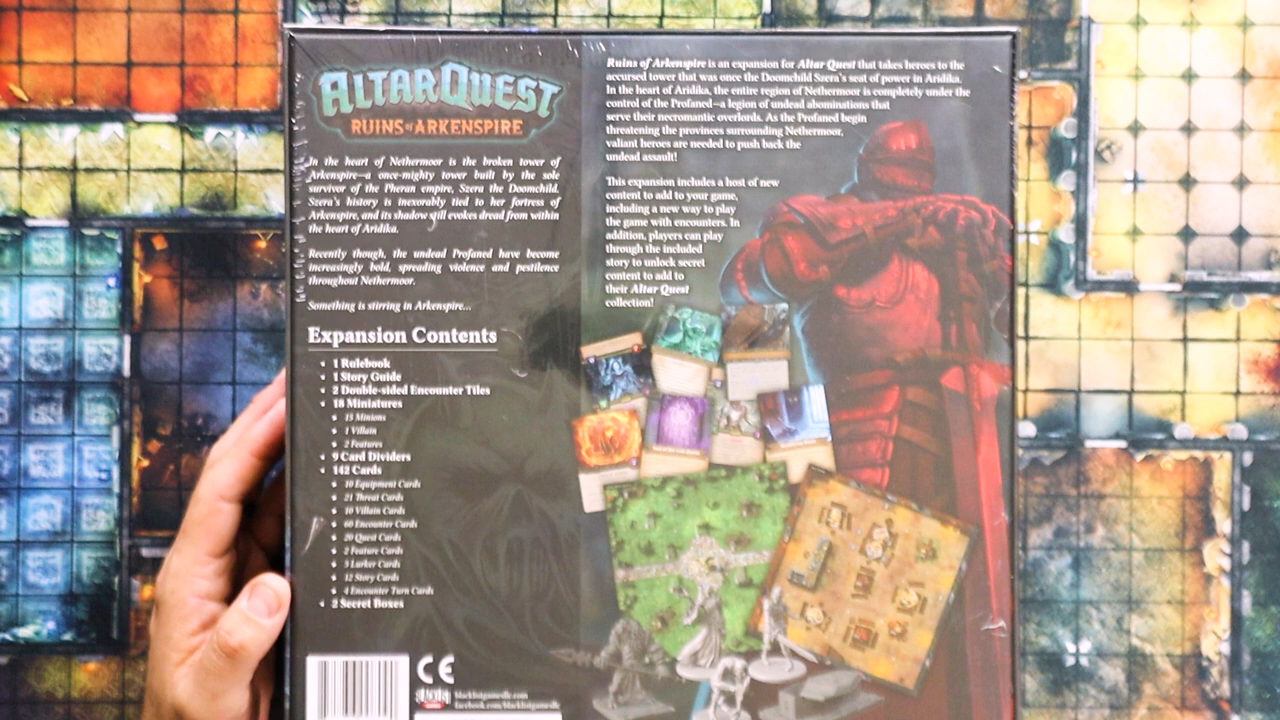 ALTAR QUEST
RUINS of ARKENSPIRE
In the heart of Nethermoor is the broken tower of
Arkenspire—a once-mighty tower built by the sole
survivor of the Pheran empire, Szera the Doomchild.
Szera's history is inexorably tied to her fortress of
Arkenspire, and its shadow still evokes dread from within
the heart of Aridika.
Recently though, the undead Profaned have become
increasingly bold, spreading violence and pestilence
throughout Nethermoor.
Something is stirring in Arkenspire...
Expansion Contents
1 Rulebook
1 Story Guide
2 Double-sided Encounter Tiles
18 Miniatures
15 Minions
1 Villain
2 Features
9 Card Dividers
142 Cards
10 Equipment Cards
21 Threat Cards
10 Villain Cards
60 Encounter Cards
20 Quest Cards
2 Feature Cards
3 Lurker Cards
12 Story Cards
4 Encounter Turn Cards
2 Secret Boxes
CE
blacklistgamesllc.com
facebook.com/blacklistgamesllc
Ruins of Arkenspire is an expansion for Altar Quest that takes heroes to the
accursed tower that was once the Doomchild Szera's seat of power in Aridika.
In the heart of Aridika, the entire region of Nethermoor is completely under the
control of the Profaned—a legion of undead abominations that
serve their necromantic overlords. As the Profaned begin
threatening the provinces surrounding Nethermoor,
valiant heroes are needed to push back the
undead assault!
This expansion includes a host of new
content to add to your game,
including a new way to play
the game with encounters. In
addition, players can play
through the included
story to unlock secret
content to add to
their Altar Quest
collection!